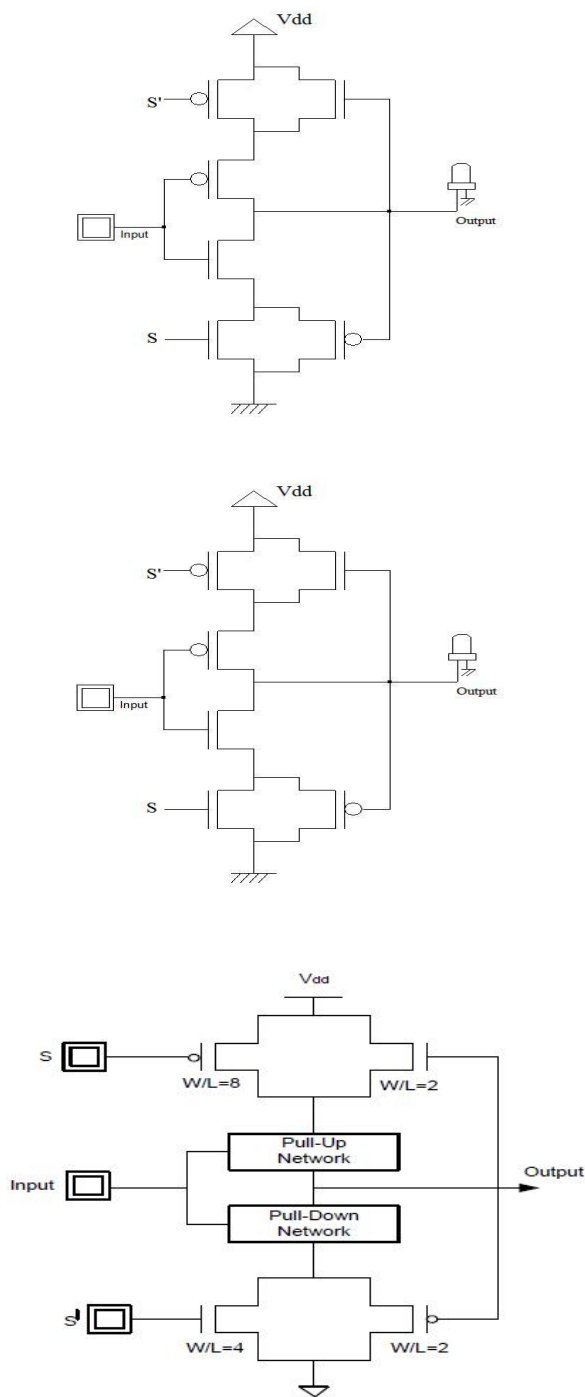 Vdd
S'
Input
Output
S
Vdd
S'
Input
Output
S
Vdd
S
W/L=8
W/L=2
Pull-Up
Network
Input
Output
Pull-Down
Network
S'
W/L=4
W/L=2